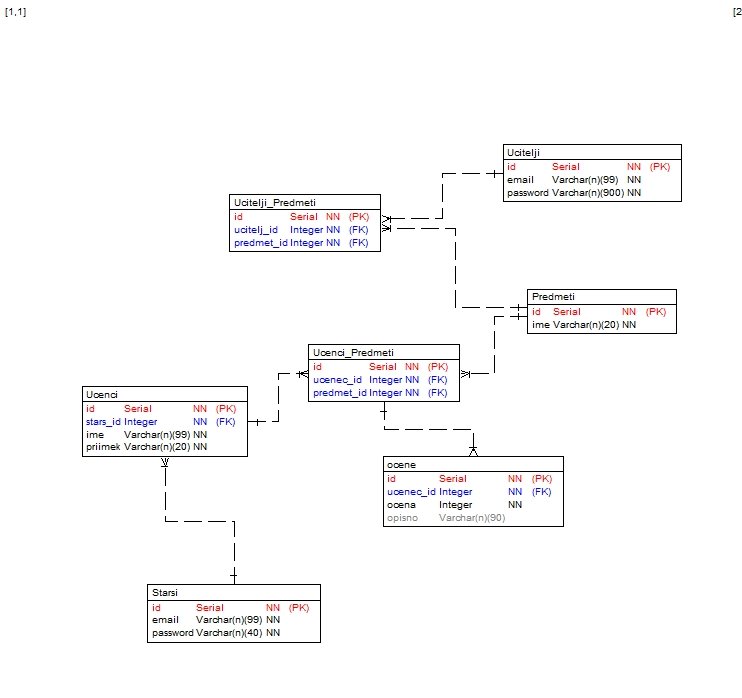 [1,1]
[2
Ucitelji
id Serial NN (PK)
email Varchar(n)(99) NN
password Varchar(n)(900) NN
Ucitelji_Predmeti
id Serial NN (PK)
ucitelj_id Integer NN (FK)
predmet_id Integer NN (FK)
Predmeti
id Serial NN (PK)
ime Varchar(n)(20) NN
Ucenci_Predmeti
id Serial NN (PK)
ucenec_id Integer NN (FK)
predmet_id Integer NN (FK)
Ucenci
id Serial NN (PK)
stars_id Integer NN (FK)
ime Varchar(n)(99) NN
priimek Varchar(n)(20) NN
ocene
id Serial NN (PK)
ucenec_id Integer NN (FK)
ocena Integer NN
opisno Varchar(n)(90)
Starsi
id Serial NN (PK)
email Varchar(n)(99) NN
password Varchar(n)(40) NN